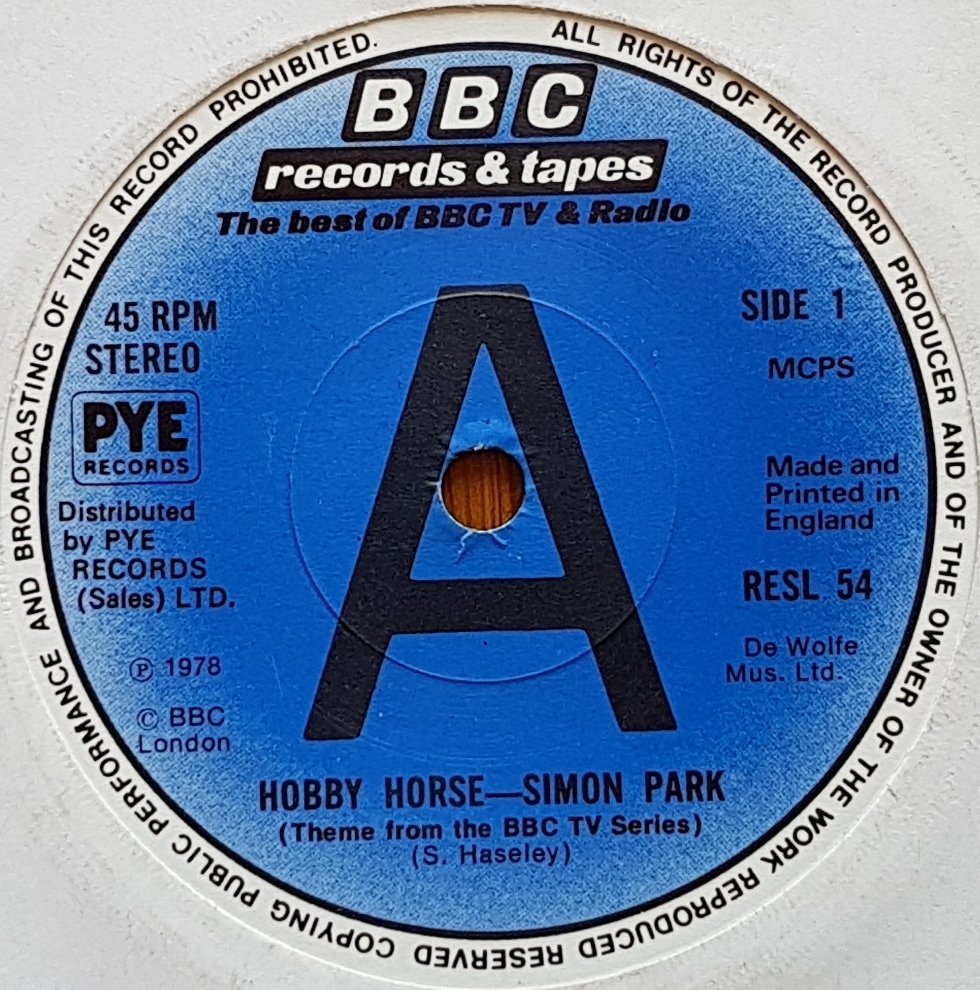 ALL RIGHTS OF THE RECORD PRODUCER AND OF THE OWNER OF THE WORK REPRODUCED RESERVED COPYING PUBLIC PERFORMANCE AND BROADCASTING OF THIS RECORD PROHIBITED.
BBC
records & tapes
The best of BBC TV & Radio
45 RPM
STEREO
PYE
RECORDS
Distributed
by PYE
RECORDS
(Sales) LTD.
℗ 1978
© BBC
London
A
SIDE 1
MCPS
Made and
Printed in
England
RESL 54
De Wolfe
Mus. Ltd.
HOBBY HORSE—SIMON PARK
(Theme from the BBC TV Series)
(S. Haseley)